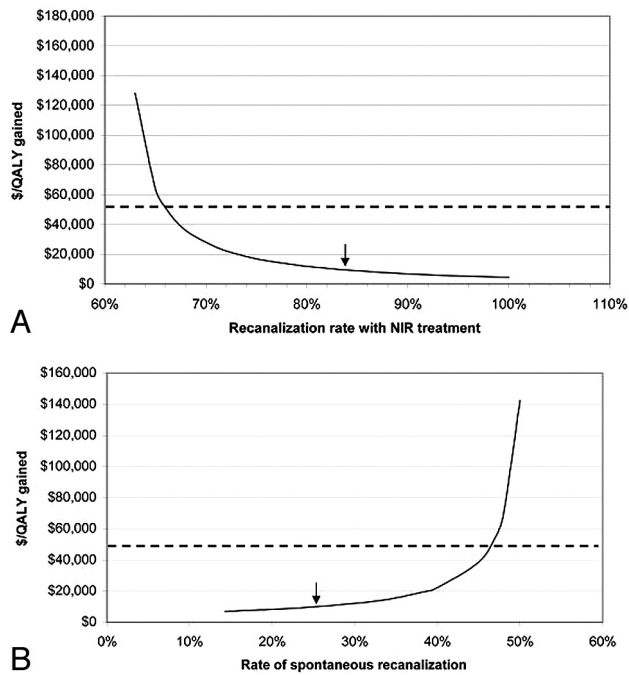 $180,000
$160,000
$140,000
$120,000
$100,000
$80,000
$60,000
$40,000
$20,000
$0
$/QALY gained
60% 70% 80% 90% 100% 110%
Recanalization rate with NIR treatment
A
$160,000
$140,000
$120,000
$100,000
$80,000
$60,000
$40,000
$20,000
$0
$/QALY gained
0% 10% 20% 30% 40% 50% 60%
Rate of spontaneous recanalization
B